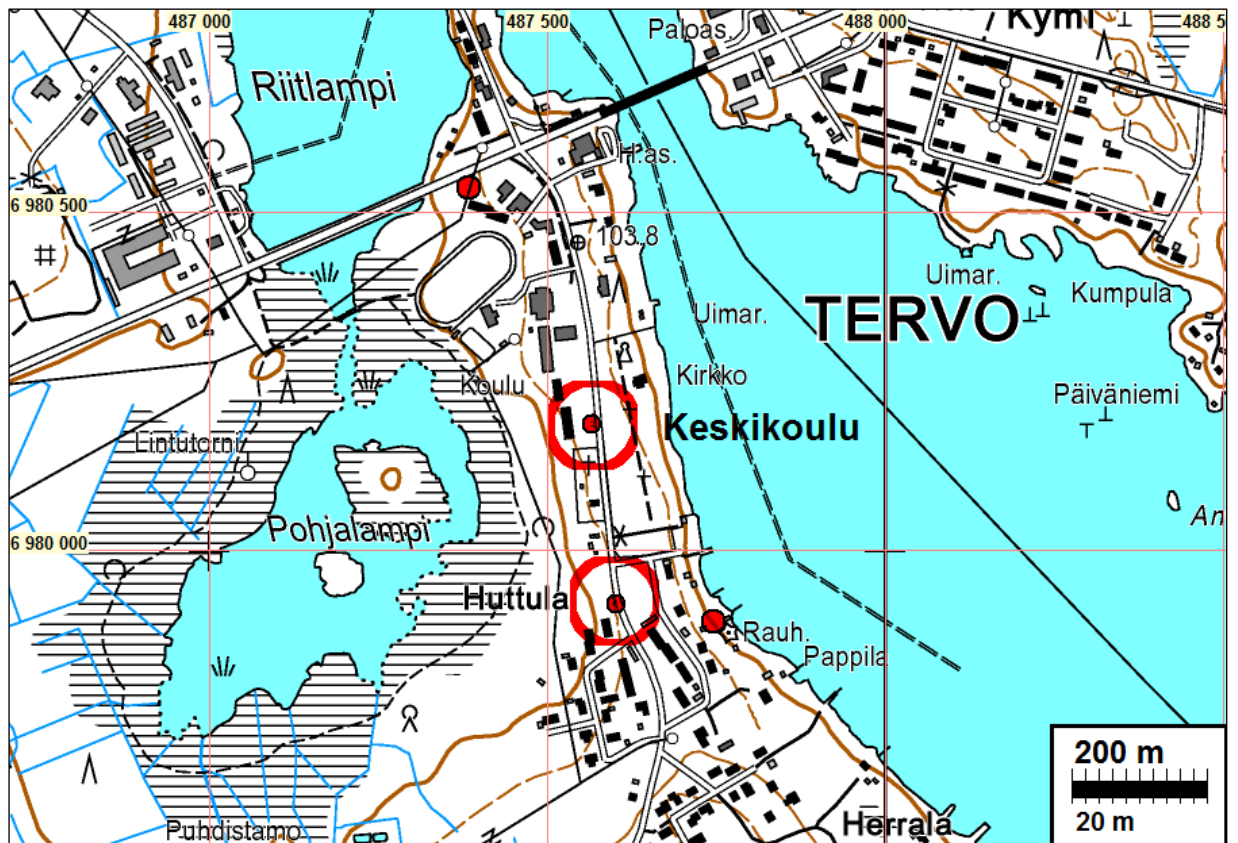 487 000
487 500
488 000
488 5
Kymi
Paloas.
Riitlampi
H.as.
6 980 500
103,8
Uimar.
Kumpula
TERVO
Uimar.
Kirkko
Koulu
Päiväniemi
Keskikoulu
Lintutorni
An
Pohjalampi
6 980 000
Huttula
Rauh.
Pappila
200 m
20 m
Puhdistamo
Herrala